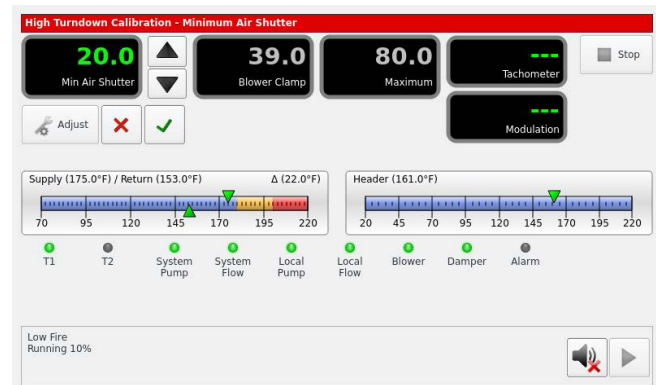 High Turndown Calibration - Minimum Air Shutter
20.0
Min Air Shutter
39.0
Blower Clamp
80.0
Maximum
---
Tachometer
Stop
Adjust
---
Modulation
Supply (175.0°F) / Return (153.0°F) Δ (22.0°F)
70 95 120 145 170 195 220
Header (161.0°F)
20 45 70 95 120 145 170 195 220
T1 T2 System Pump System Flow Local Pump Local Flow Blower Damper Alarm
Low Fire
Running 10%